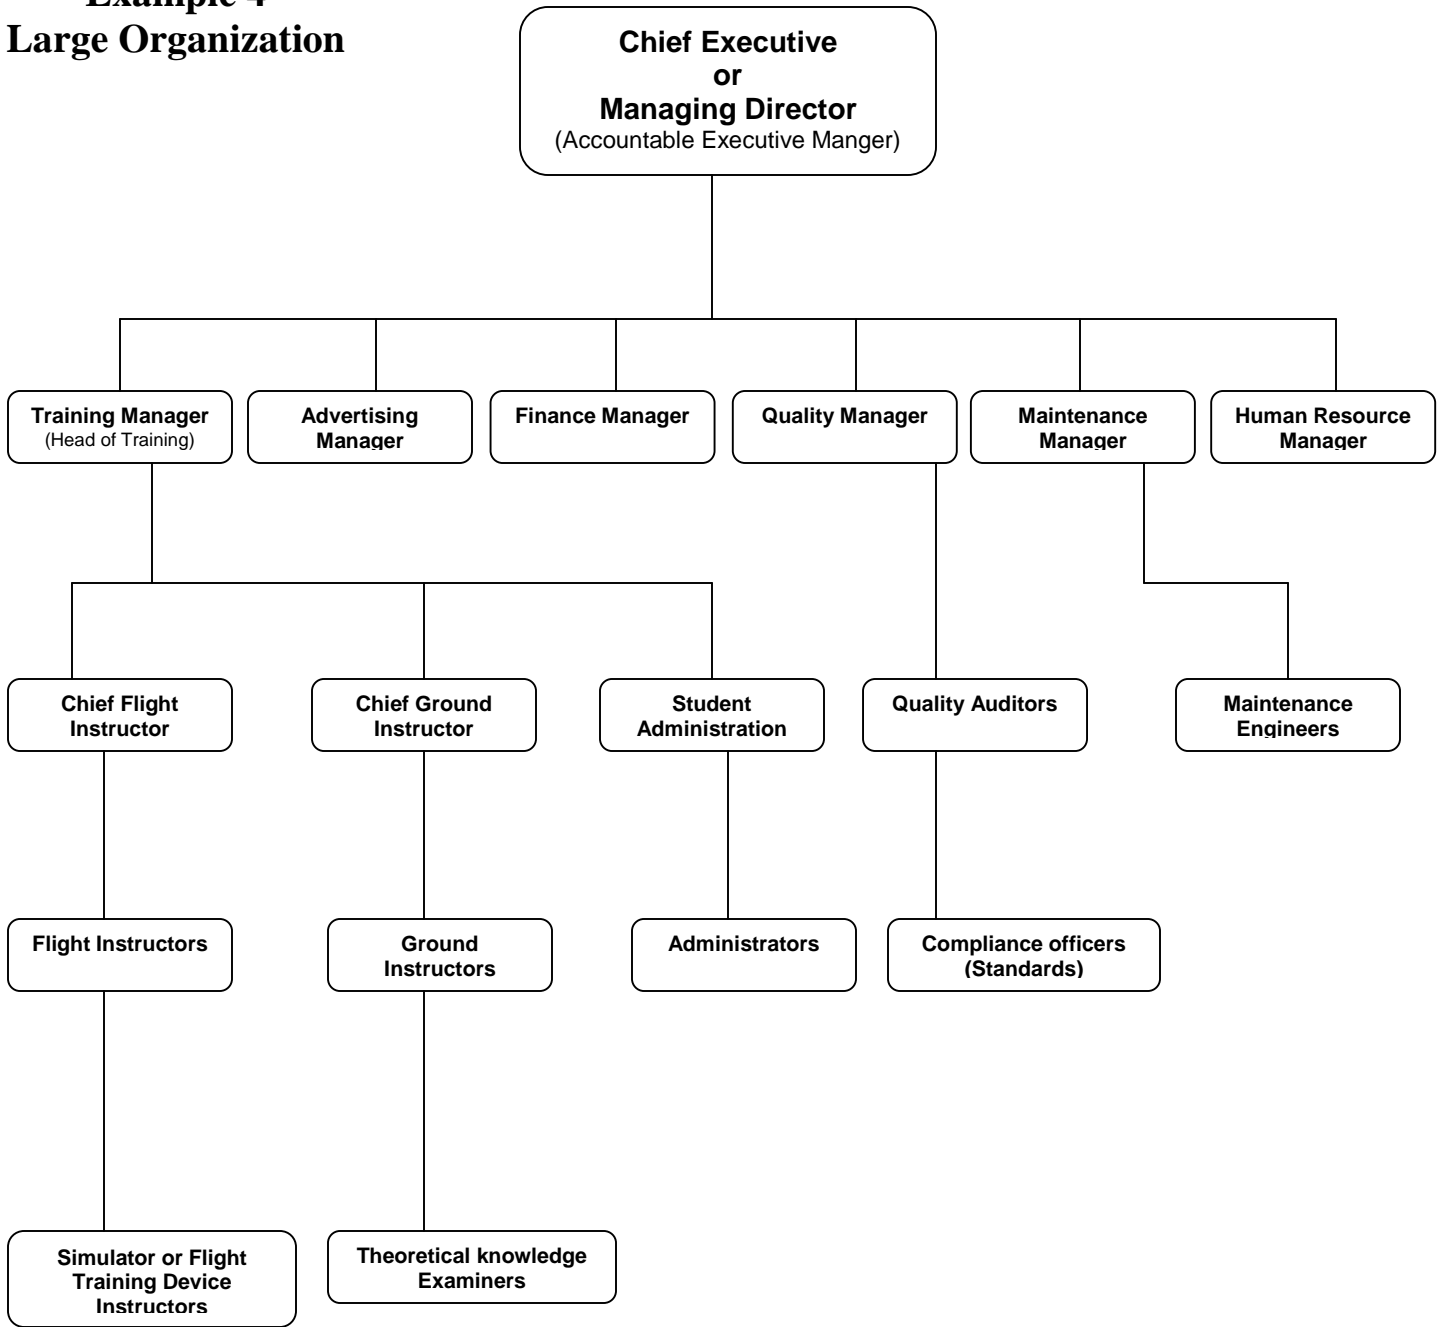 Example 4
Large Organization
Chief Executive
or
Managing Director
(Accountable Executive Manger)
Training Manager
(Head of Training)
Advertising
Manager
Finance Manager
Quality Manager
Maintenance
Manager
Human Resource
Manager
Chief Flight
Instructor
Chief Ground
Instructor
Student
Administration
Quality Auditors
Maintenance
Engineers
Flight Instructors
Ground
Instructors
Administrators
Compliance officers
(Standards)
Simulator or Flight
Training Device
Instructors
Theoretical knowledge
Examiners